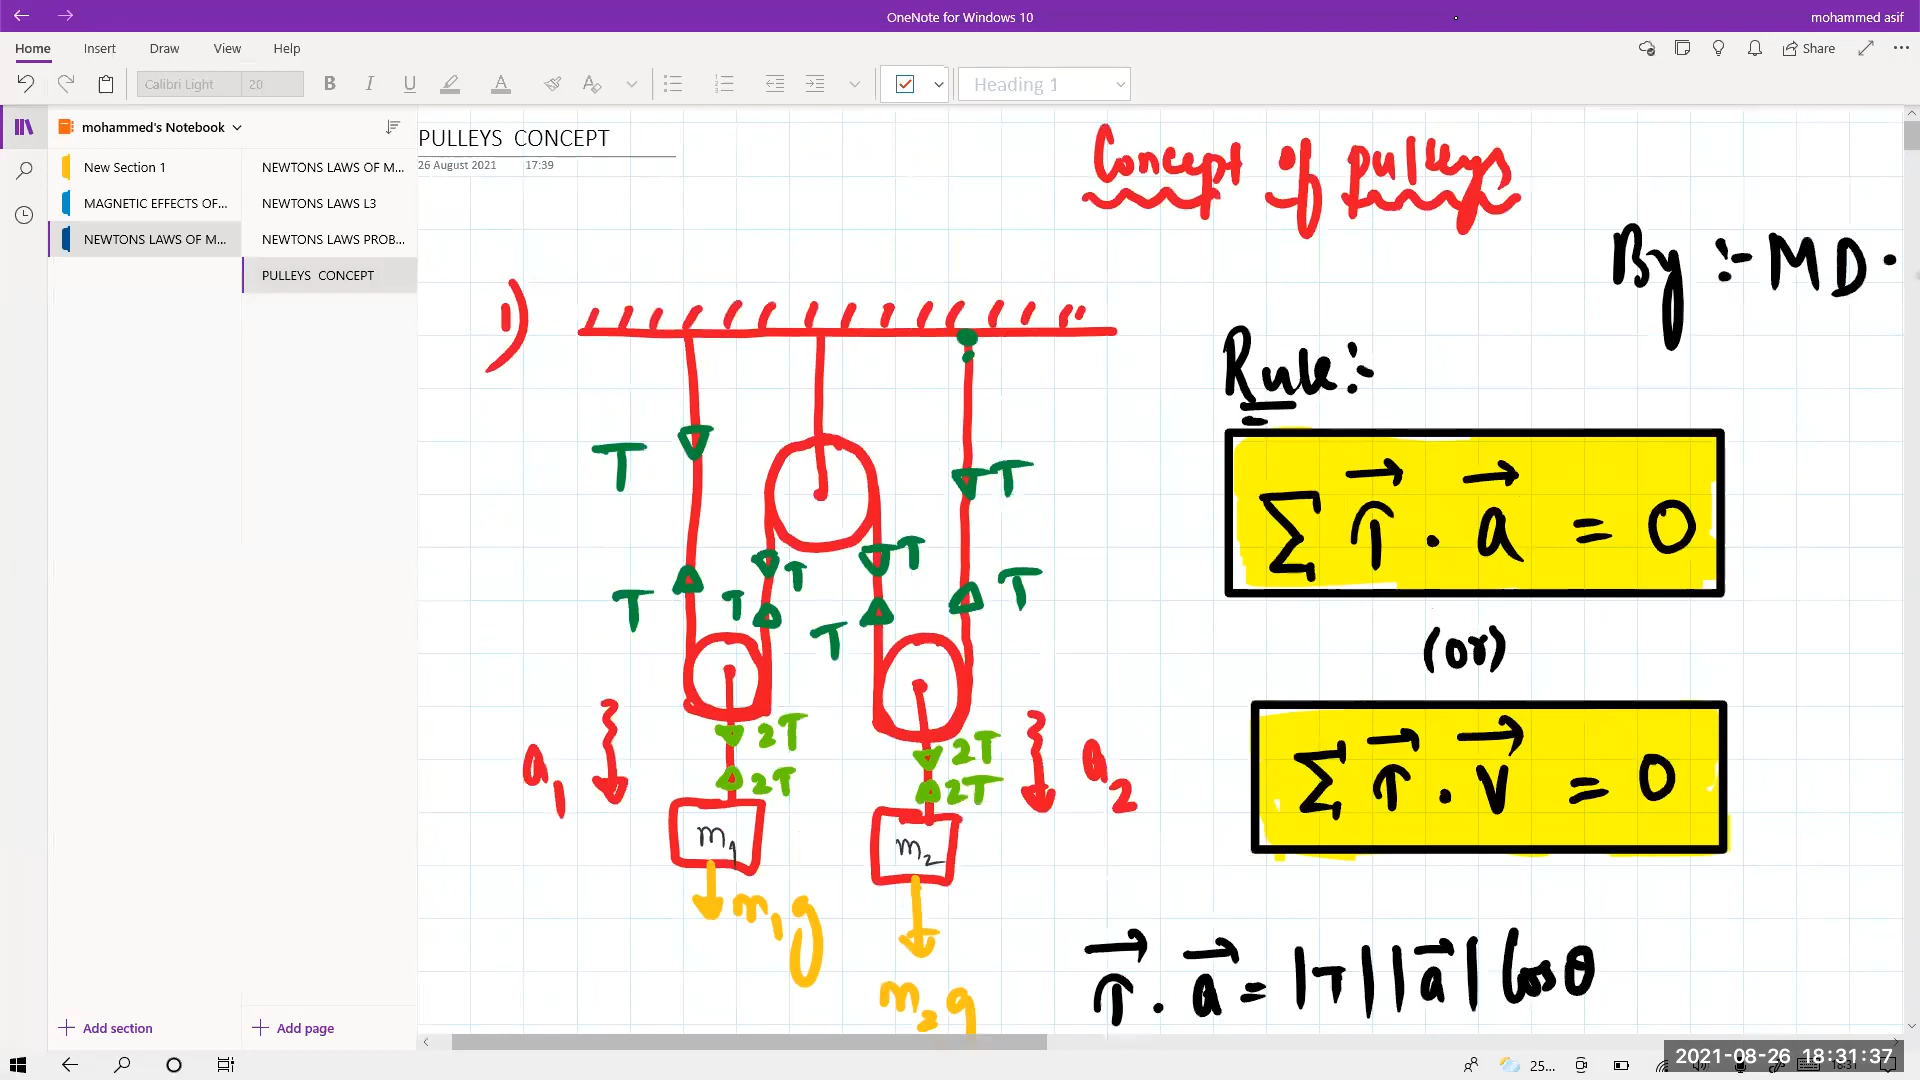 OneNote for Windows 10
mohammed asif
Home Insert Draw View Help
Share
Calibri Light 20 B I U A Heading 1
mohammed's Notebook
New Section 1
MAGNETIC EFFECTS OF...
NEWTONS LAWS OF M...
NEWTONS LAWS OF M...
NEWTONS LAWS L3
NEWTONS LAWS PROB...
PULLEYS CONCEPT
Add section
Add page
PULLEYS CONCEPT
26 August 2021 17:39
Concept of pulleys
By :- MD.
1)
Rule:-
T T
T T
T T T
T
Σ T⃗ . a⃗ = 0
(or)
Σ T⃗ . v⃗ = 0
2T 2T
2T 2T
a₁ a₂
m₁ m₂
m₁g
m₂g
T⃗ . a⃗ = |T||a⃗| Cosθ
25...
18:31
2021-08-26 18:31:37